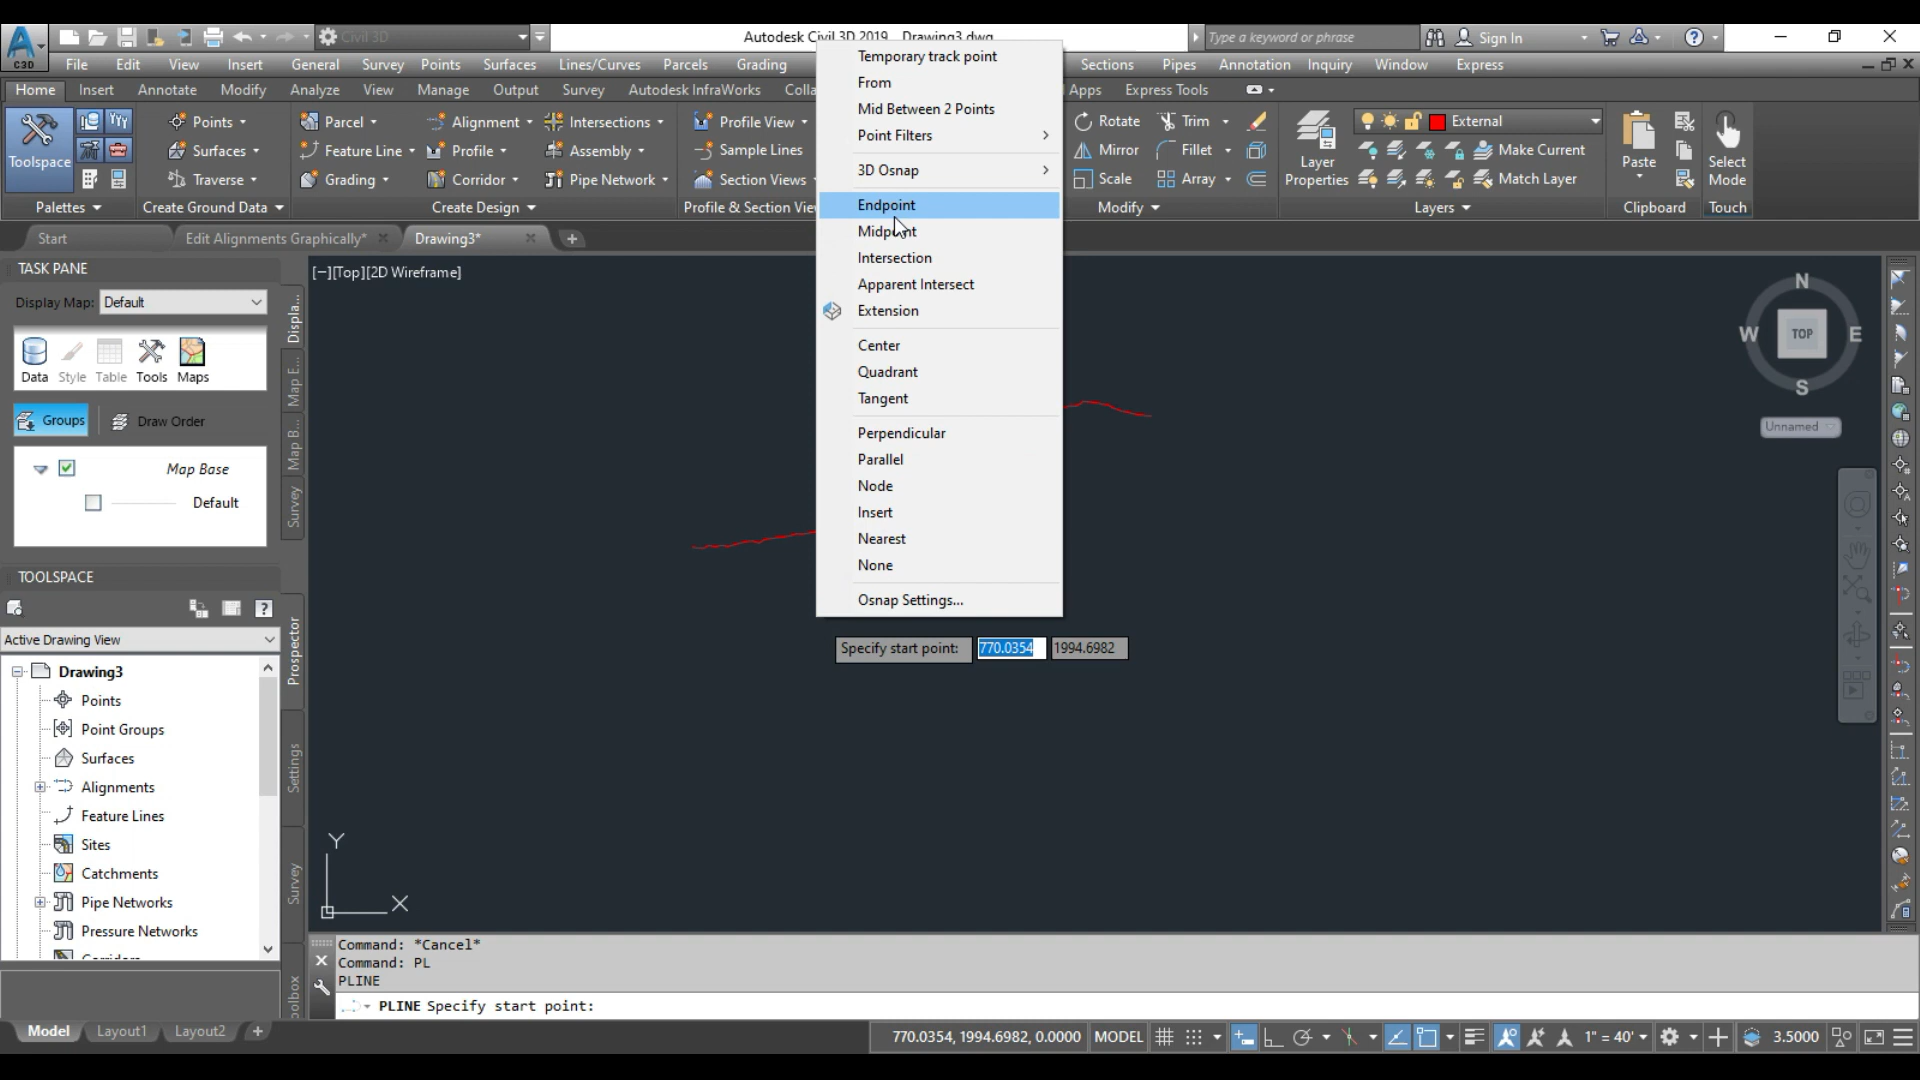 Civil 3D
Autodesk Civil 3D 2019 Drawing3.dwg
Type a keyword or phrase
Sign In
C3D
File Edit View Insert General Survey Points Surfaces Lines/Curves Parcels Grading Sections Pipes Annotation Inquiry Window Express
Home Insert Annotate Modify Analyze View Manage Output Survey Autodesk InfraWorks Apps Express Tools
Toolspace
Points
Surfaces
Traverse
Parcel
Feature Line
Grading
Alignment
Profile
Corridor
Intersections
Assembly
Pipe Network
Profile View
Sample Lines
Section Views
Rotate
Mirror
Scale
Trim
Fillet
Array
Layer
Properties
External
Make Current
Match Layer
Paste
Select
Mode
Palettes
Create Ground Data
Create Design
Profile & Section
Modify
Layers
Clipboard
Touch
Start
Edit Alignments Graphically*
Drawing3*
Temporary track point
From
Mid Between 2 Points
Point Filters
3D Osnap
Endpoint
Midpoint
Intersection
Apparent Intersect
Extension
Center
Quadrant
Tangent
Perpendicular
Parallel
Node
Insert
Nearest
None
Osnap Settings...
TASK PANE
Display Map: Default
Data Style Table Tools Maps
Groups Draw Order
Map Base
Default
Displa...
Map E...
Map B...
Survey
[−][Top][2D Wireframe]
N
W TOP E
S
Unnamed
Specify start point: 770.0354 1994.6982
TOOLSPACE
Active Drawing View
Drawing3
Points
Point Groups
Surfaces
Alignments
Feature Lines
Sites
Catchments
Pipe Networks
Pressure Networks
Prospector
Settings
Survey
Y
X
Command: *Cancel*
Command: PL
PLINE
PLINE Specify start point:
Model Layout1 Layout2 +
770.0354, 1994.6982, 0.0000 MODEL
1" = 40'
3.5000